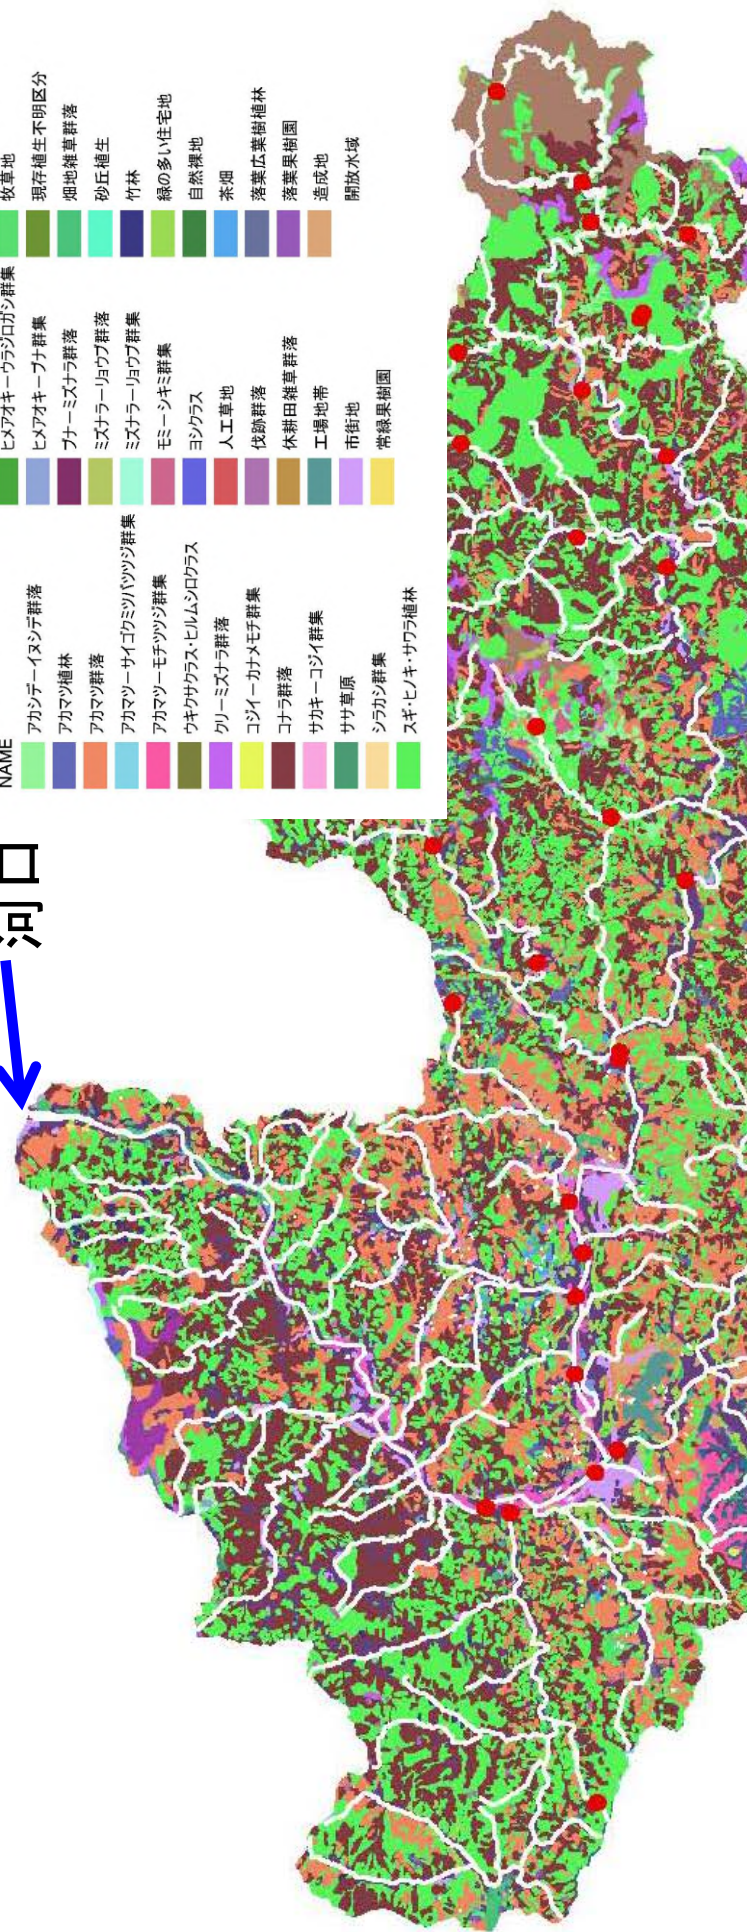 河口
NAME
アカシデーイヌシデ群落
アカマツ植林
アカマツ群落
アカマツーサイゴクミツバツツジ群集
アカマツーモチツツジ群集
ウキクサクラス・ヒルムシロクラス
クリーミズナラ群落
コジイーカナメモチ群集
コナラ群落
サカキーコジイ群集
ササ草原
シラカシ群集
スギ・ヒノキ・サワラ植林
ヒメアオキーウラジロガシ群集
ヒメアオキーブナ群集
ブナーミズナラ群落
ミズナラーリョウブ群落
ミズナラーリョウブ群集
モミーシキミ群集
ヨシクラス
人工草地
伐跡群落
休耕田雑草群落
工場地帯
市街地
常緑果樹園
牧草地
現存植生不明区分
畑地雑草群落
砂丘植生
竹林
緑の多い住宅地
自然裸地
茶畑
落葉広葉樹植林
落葉果樹園
造成地
開放水域